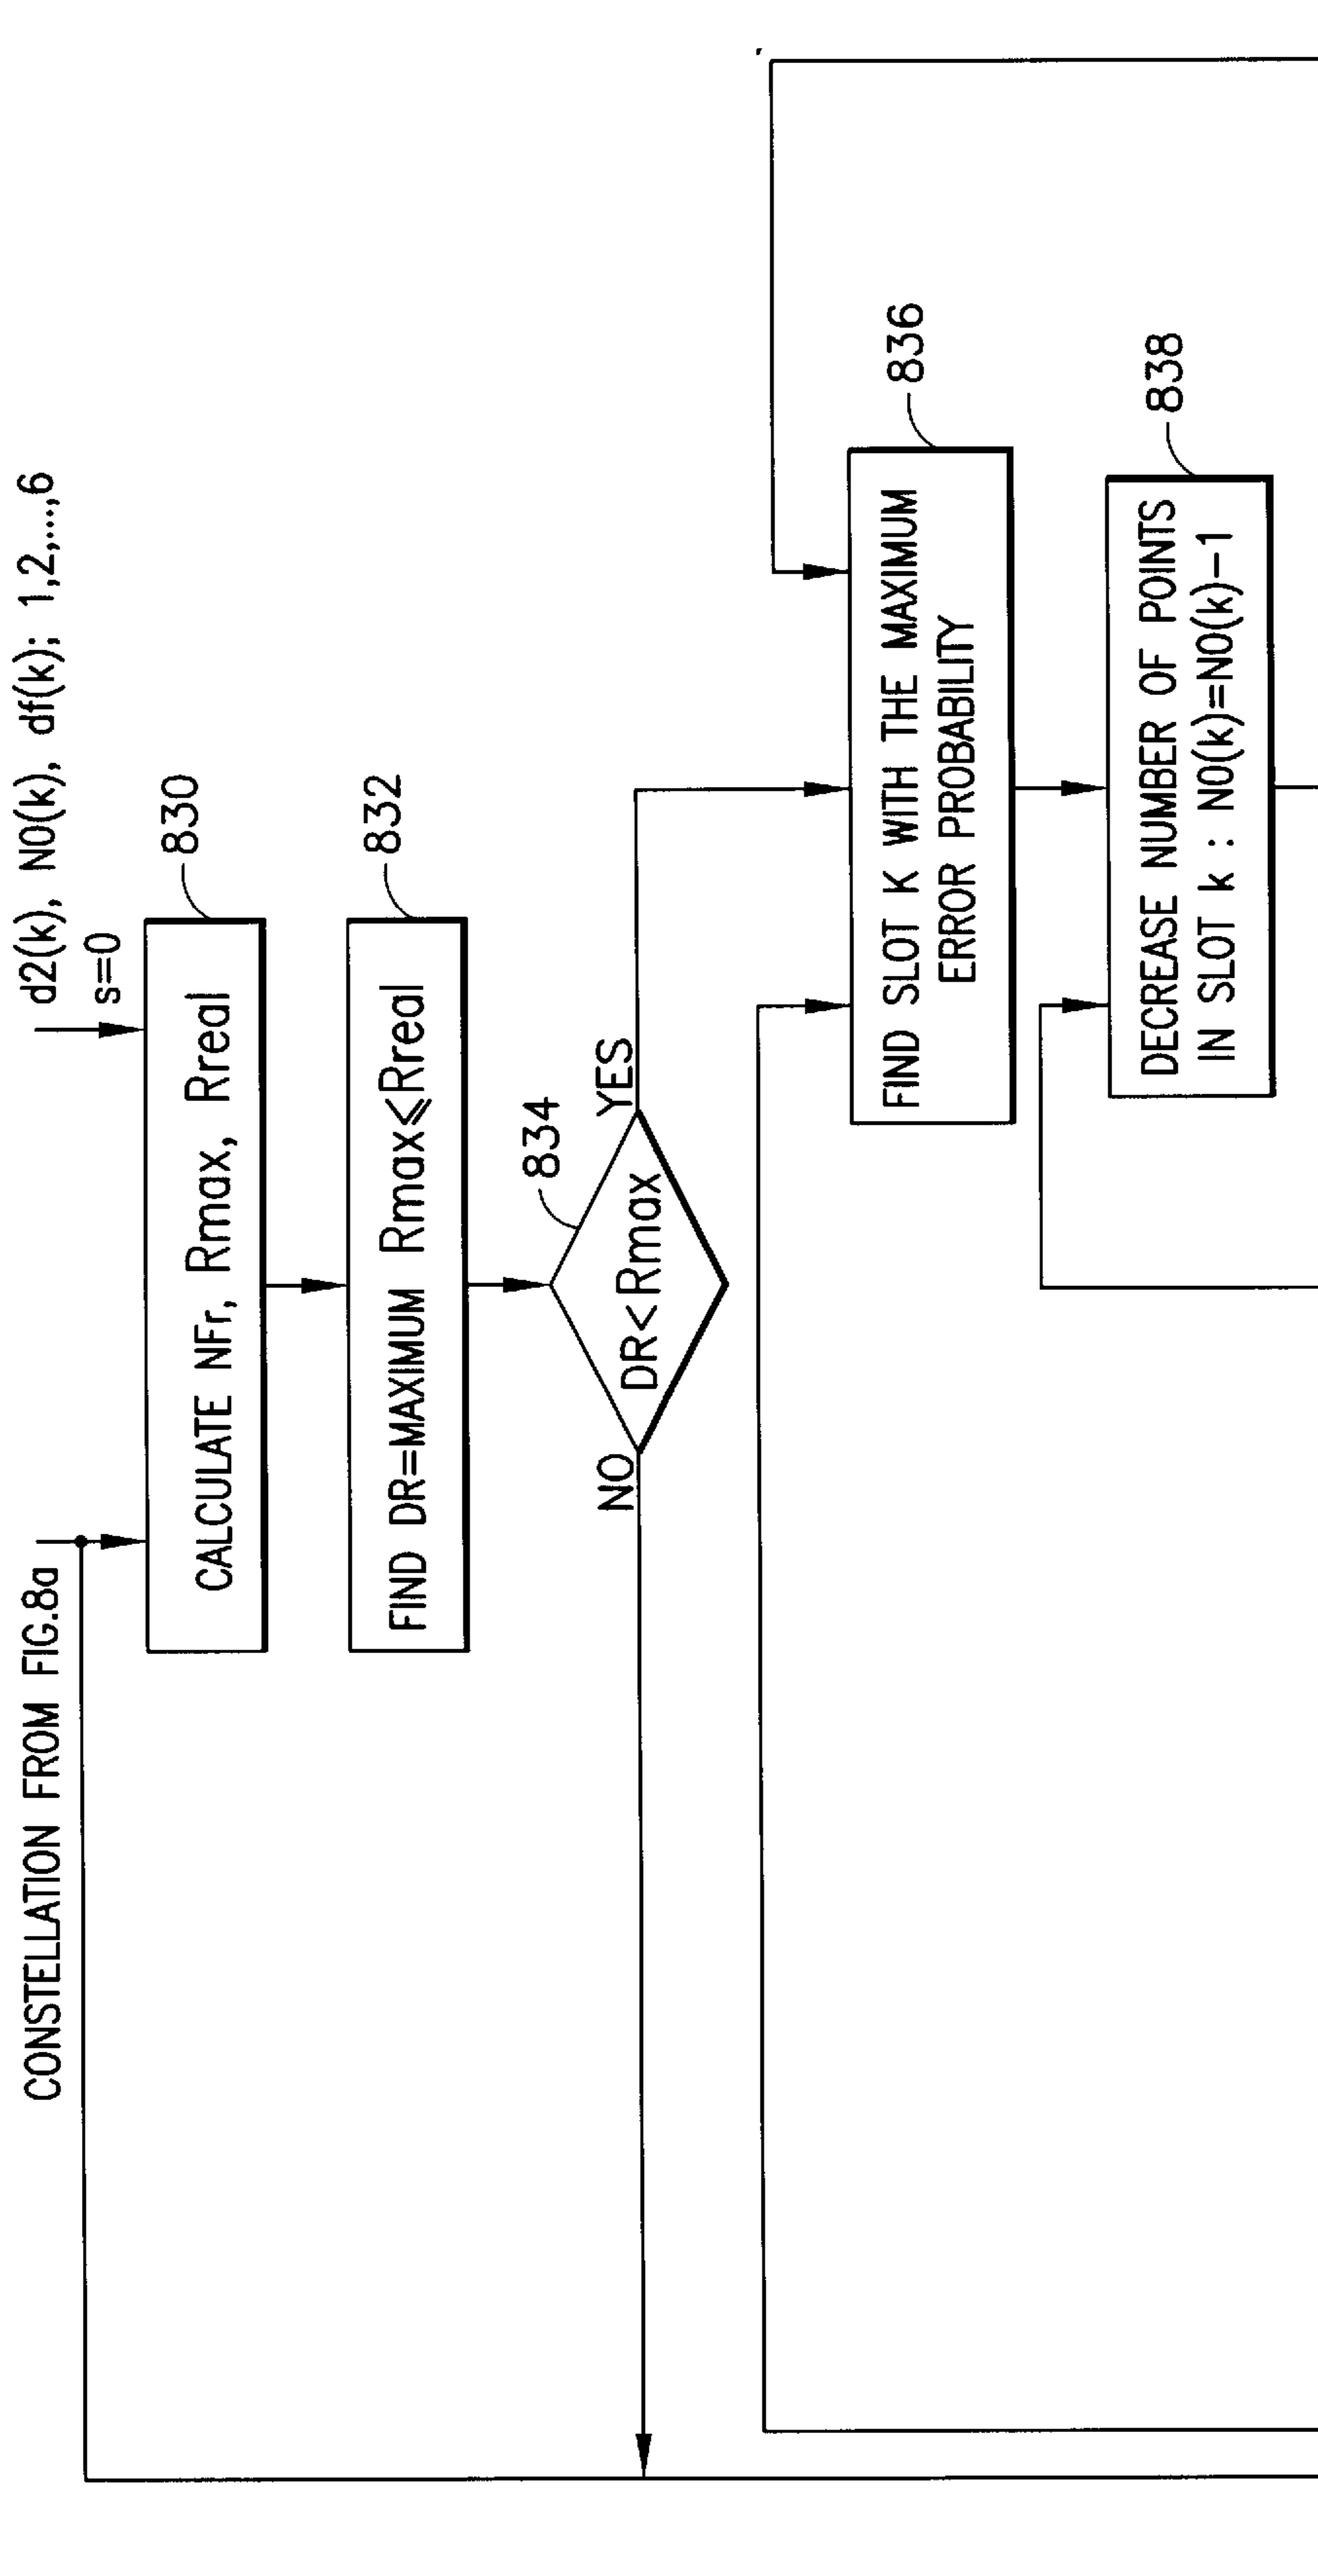 CONSTELLATION FROM FIG.8a
d2(k), N0(k), df(k); 1,2,...,6
s=0
830
CALCULATE NFr, Rmax, Rreal
832
FIND DR=MAXIMUM Rmax≤Rreal
834
NO
DR<Rmax
YES
836
FIND SLOT K WITH THE MAXIMUM
ERROR PROBABILITY
838
DECREASE NUMBER OF POINTS
IN SLOT k : N0(k)=N0(k)-1